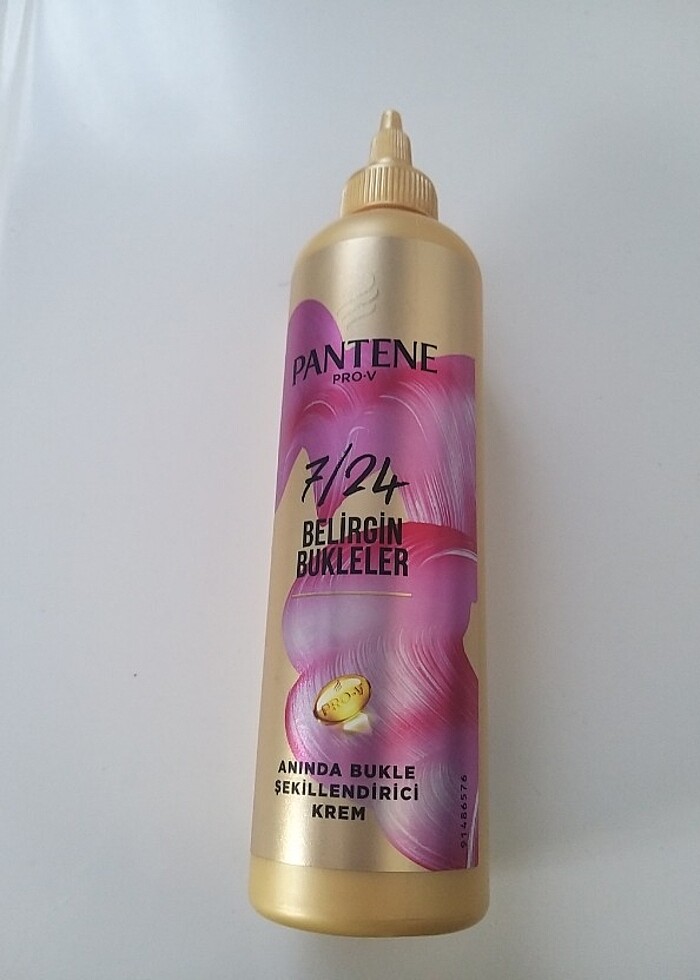 PANTENE
PRO-V
7/24
BELİRGİN
BUKLELER
PRO-V
ANINDA BUKLE
ŞEKİLLENDİRİCİ
KREM
91486576